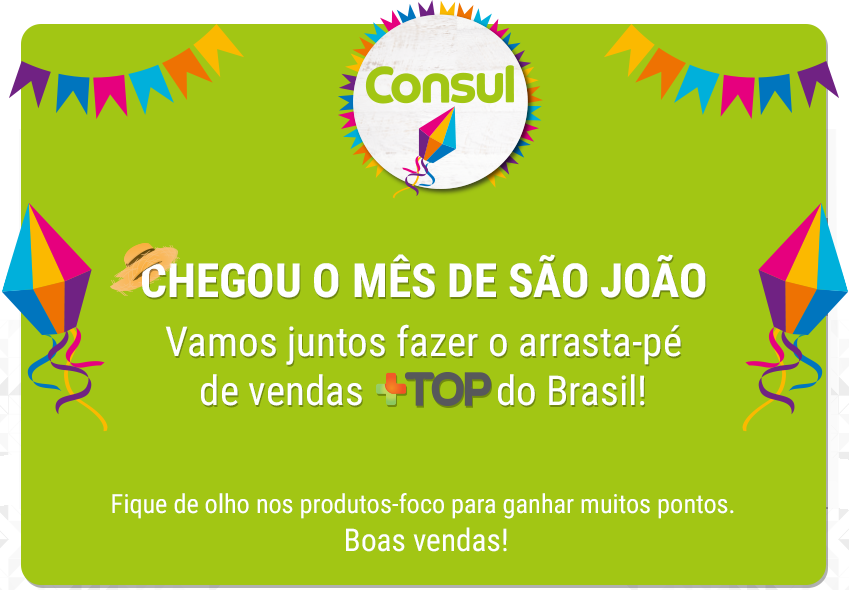 Consul
CHEGOU O MÊS DE SÃO JOÃO
Vamos juntos fazer o arrasta-pé
de vendas +TOP do Brasil!
Fique de olho nos produtos-foco para ganhar muitos pontos.
Boas vendas!